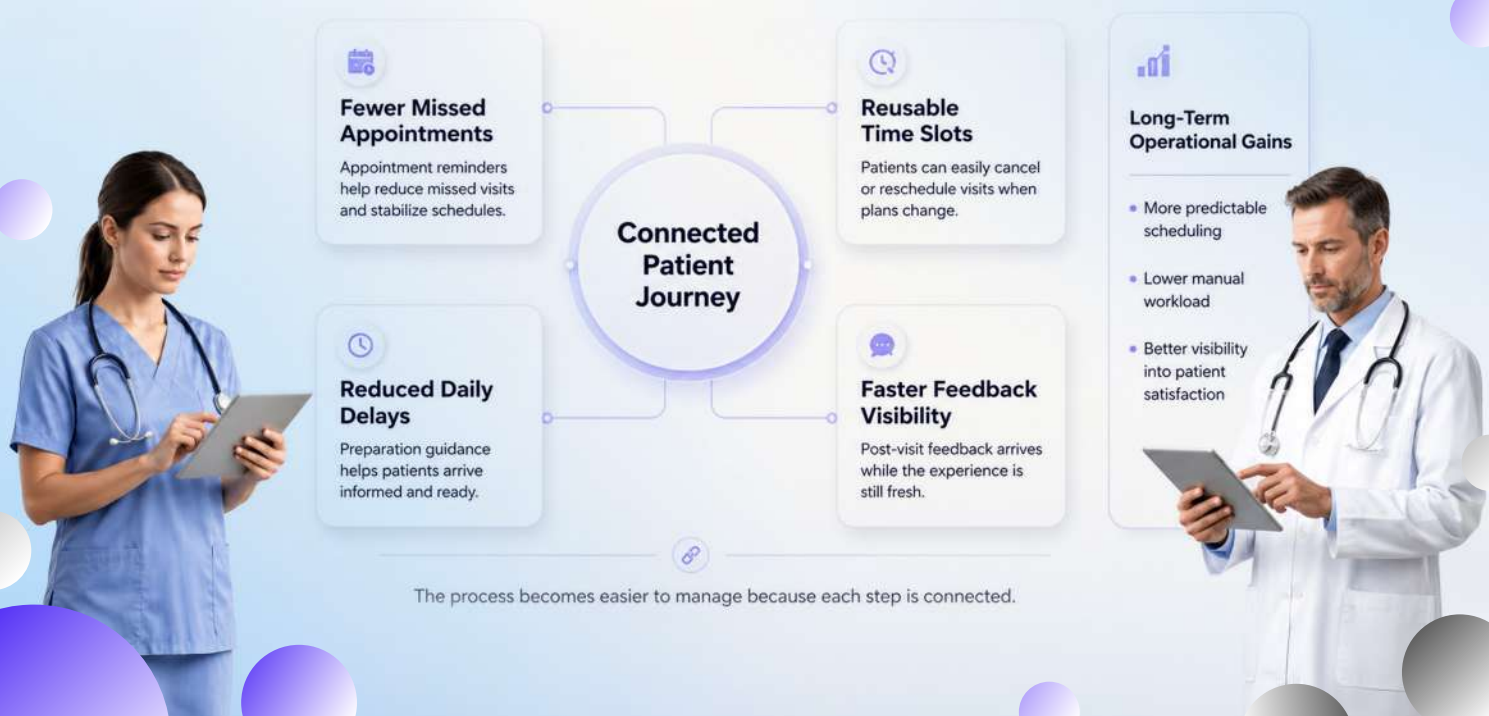 Fewer Missed
Appointments
Appointment reminders
help reduce missed visits
and stabilize schedules.
Reusable
Time Slots
Patients can easily cancel
or reschedule visits when
plans change.
Connected
Patient
Journey
Reduced Daily
Delays
Preparation guidance
helps patients arrive
informed and ready.
Faster Feedback
Visibility
Post-visit feedback arrives
while the experience is
still fresh.
Long-Term
Operational Gains
• More predictable
scheduling
• Lower manual
workload
• Better visibility
into patient
satisfaction
The process becomes easier to manage because each step is connected.